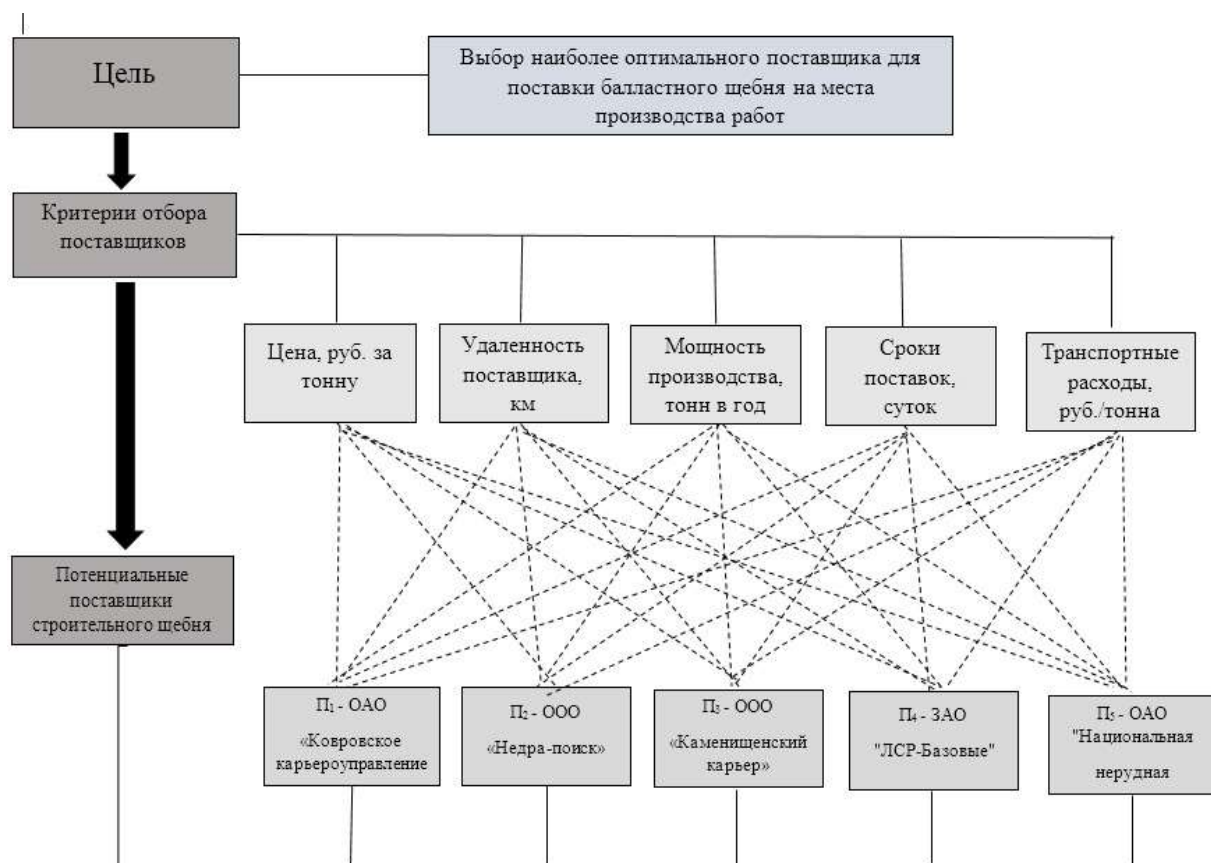 Цель
Выбор наиболее оптимального поставщика для
поставки балластного щебня на места
производства работ
Критерии отбора
поставщиков
Цена, руб. за
тонну
Удаленность
поставщика,
км
Мощность
производства,
тонн в год
Сроки
поставок,
суток
Транспортные
расходы,
руб./тонна
Потенциальные
поставщики
строительного щебня
П1 - ОАО
«Ковровское
карьероуправление
П2 - ООО
«Недра-поиск»
П3 - ООО
«Каменищенский
карьер»
П4 - ЗАО
"ЛСР-Базовые"
П5 - ОАО
"Национальная
нерудная